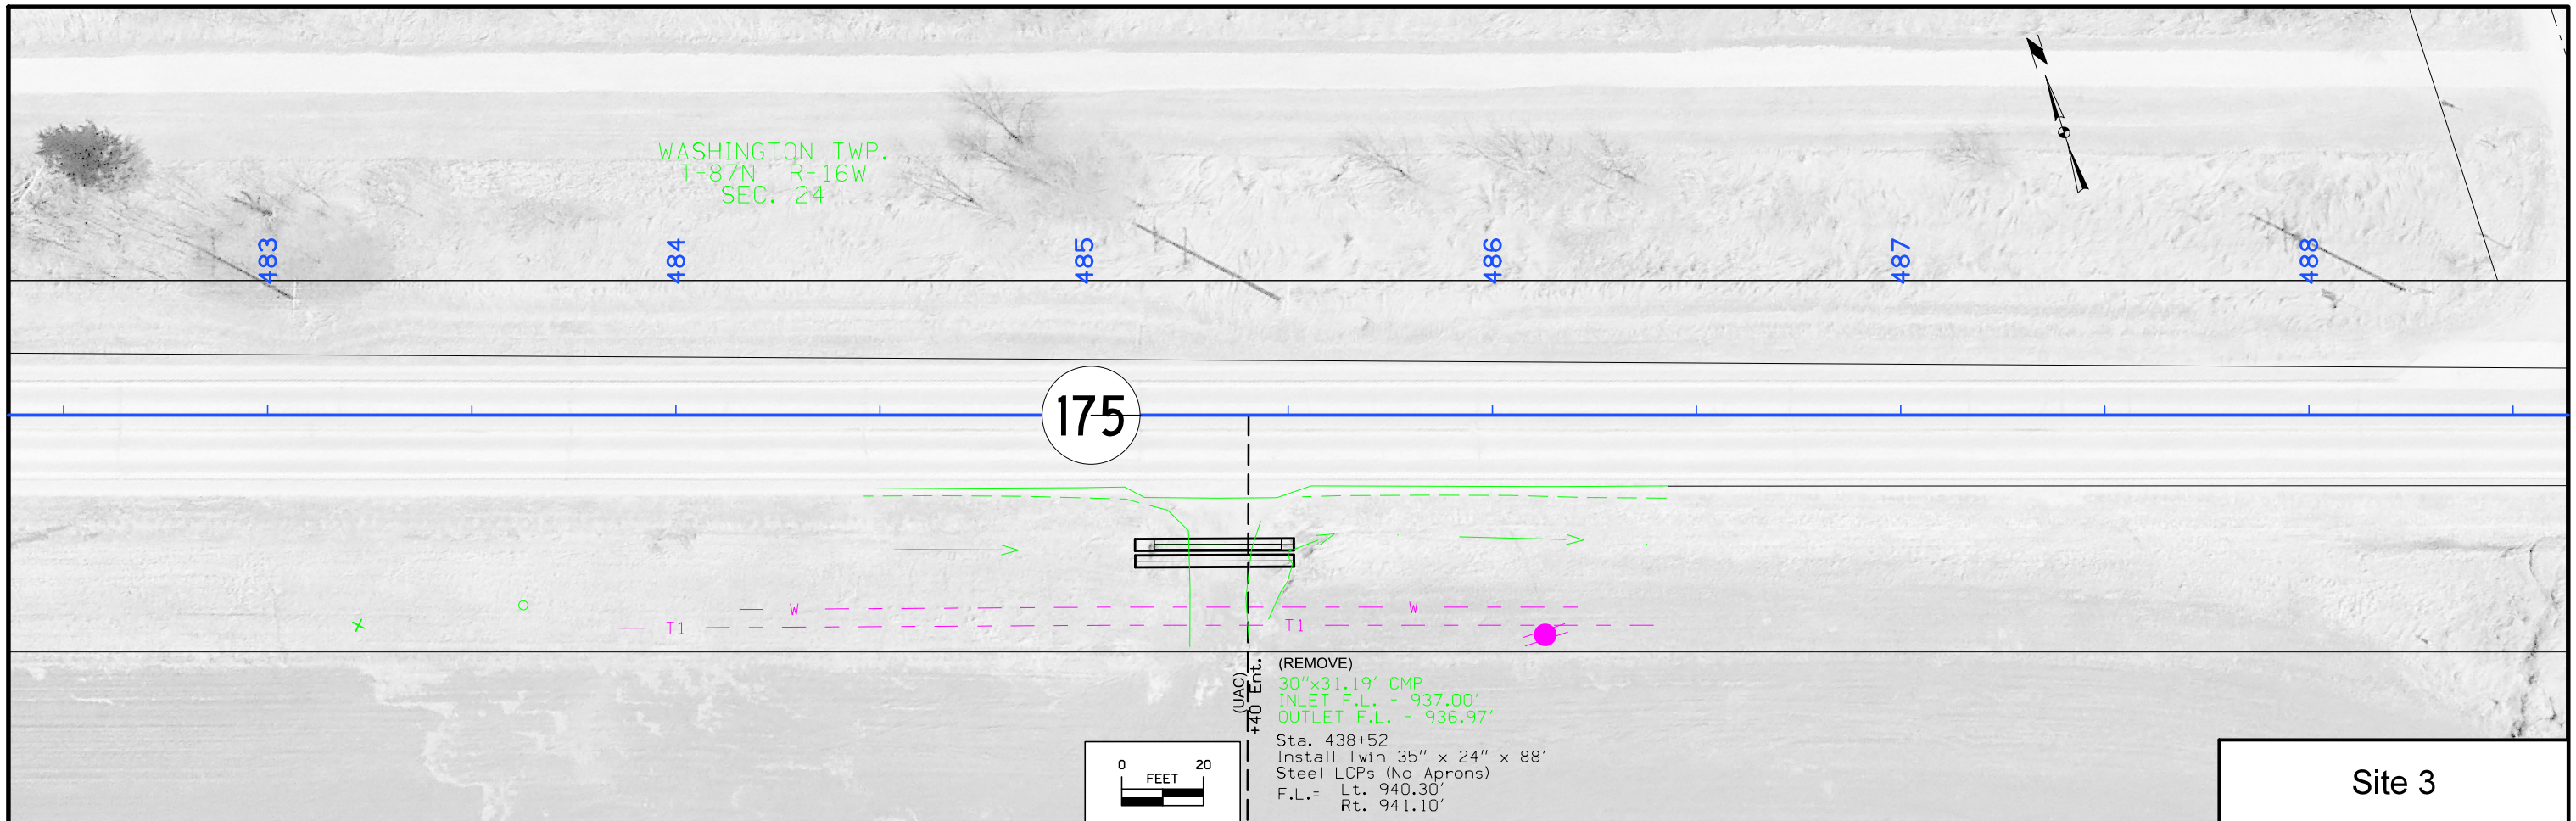 WASHINGTON TWP.
T-87N R-16W
SEC. 24
483
484
485
486
487
488
175
W
W
T1
T1
(UAC)
+40 Ent.
(REMOVE)
30"x31.19' CMP
INLET F.L. - 937.00'
OUTLET F.L. - 936.97'
Sta. 438+52
Install Twin 35" x 24" x 88'
Steel LCPs (No Aprons)
F.L.= Lt. 940.30'
Rt. 941.10'
0 20
FEET
Site 3